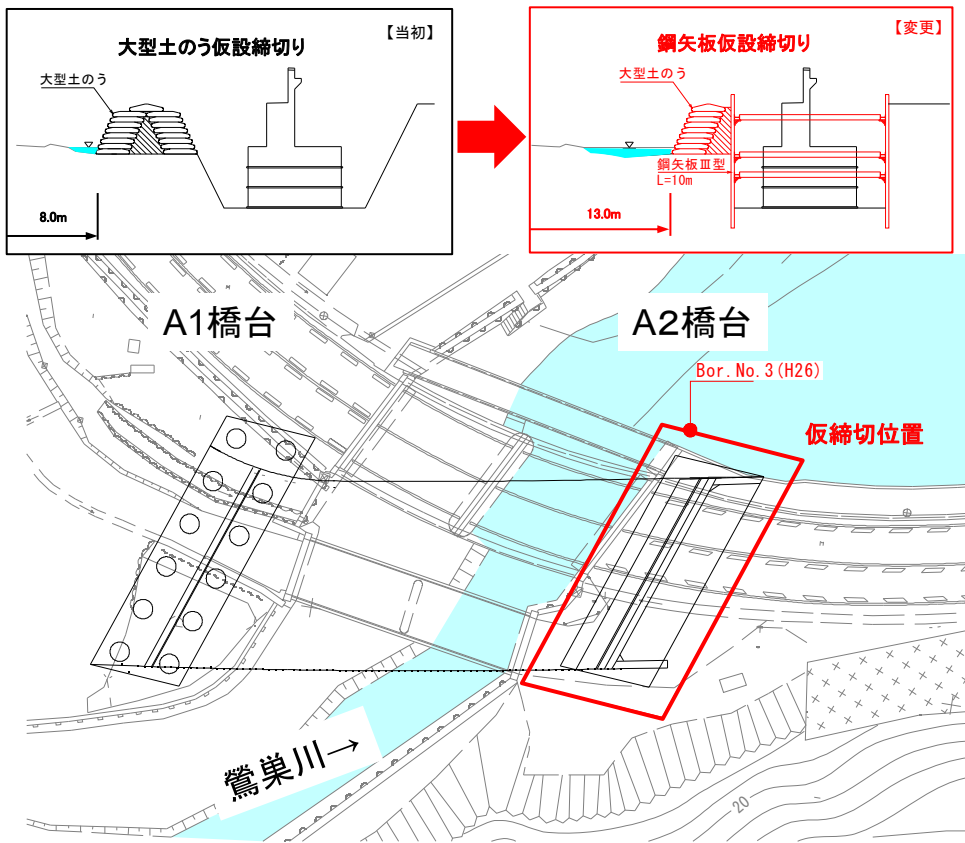 【当初】
大型土のう仮設締切り
大型土のう
8.0m
【変更】
鋼矢板仮設締切り
大型土のう
鋼矢板Ⅲ型
L=10m
13.0m
A1橋台
A2橋台
Bor.No.3(H26)
仮締切位置
鶯巣川→
20